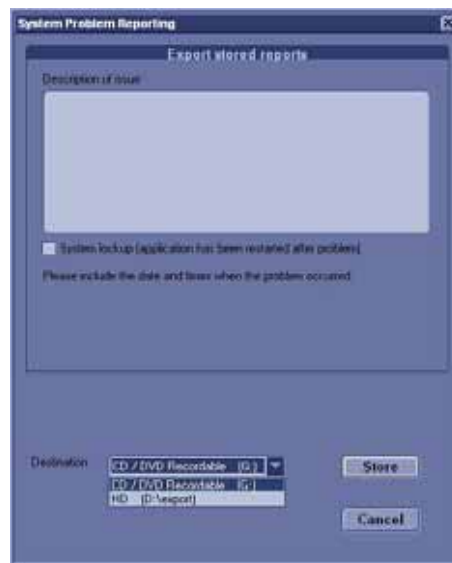 System Problem Reporting
Export stored reports
Description of issue
System lockup (application has been restarted after problem)
Please include the date and times when the problem occurred
Destination
CD / DVD Recordable (G:)
Store
CD / DVD Recordable (G:)
HD (D:\export)
Cancel